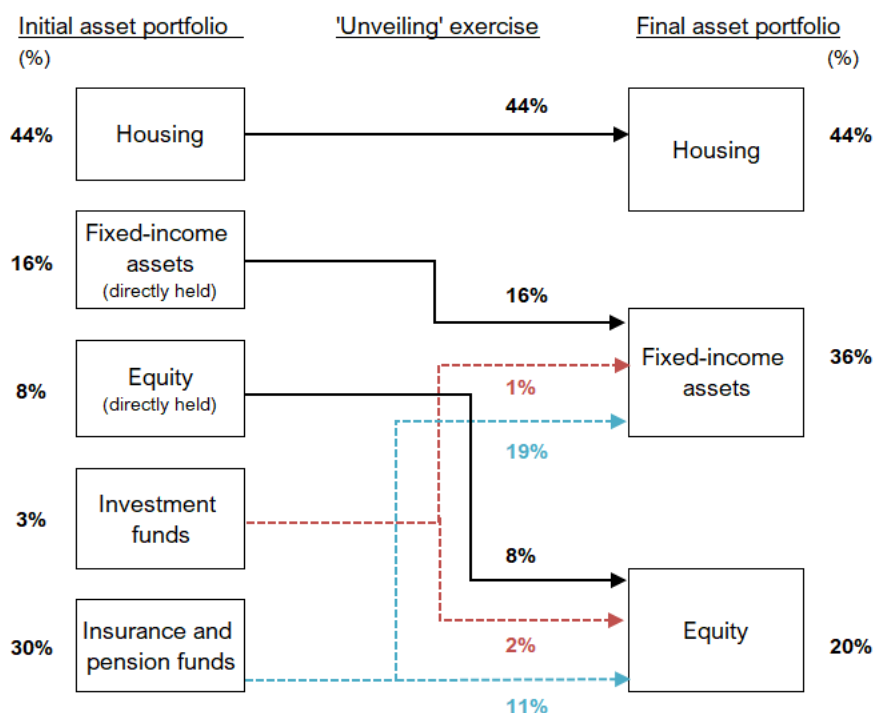 Initial asset portfolio
'Unveiling' exercise
Final asset portfolio
(%)
(%)
44%
Housing
44%
Housing
44%
16%
Fixed-income
assets
(directly held)
16%
Fixed-income
assets
36%
8%
Equity
(directly held)
1%
19%
3%
Investment
funds
8%
2%
Equity
20%
30%
Insurance and
pension funds
11%